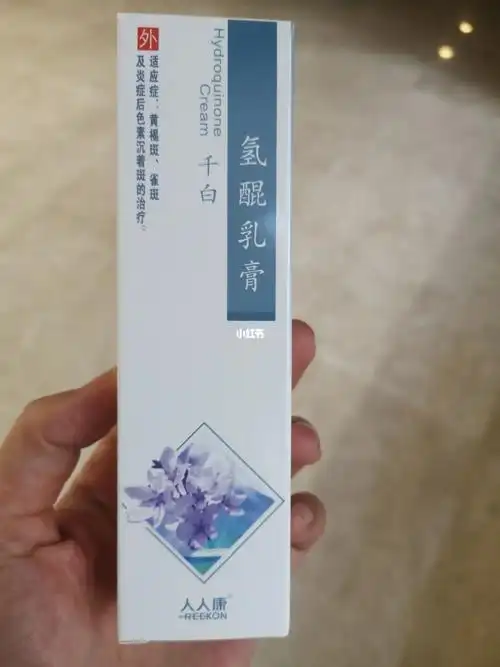 外
适应症：黄褐斑、雀斑
及炎症后色素沉着斑的治疗。
Hydroquinone
Cream
千白
氢醌乳膏
小红书
人人康®
REEKON